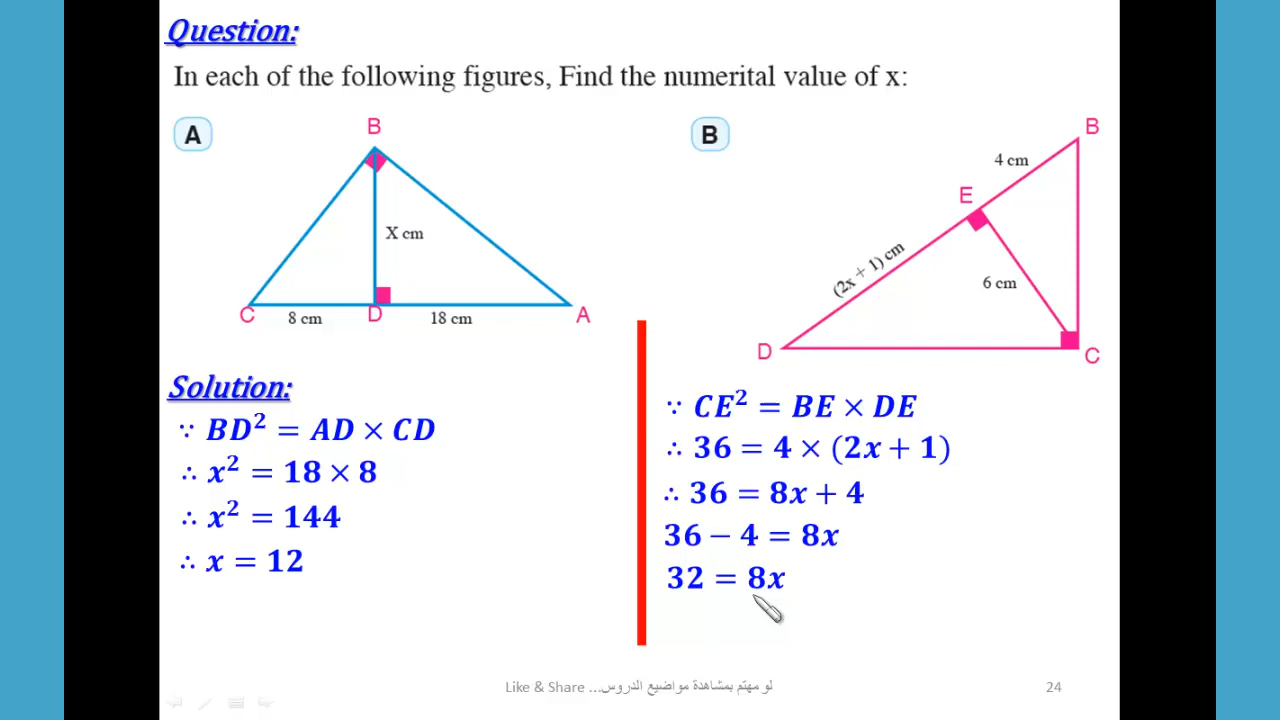 Question:
In each of the following figures, Find the numerital value of x:
A
B
X cm
C
8 cm
D
18 cm
A
B
B
4 cm
E
(2x + 1) cm
6 cm
D
C
Solution:
∵ BD² = AD × CD
∴ x² = 18 × 8
∴ x² = 144
∴ x = 12
∵ CE² = BE × DE
∴ 36 = 4 × (2x + 1)
∴ 36 = 8x + 4
36 − 4 = 8x
32 = 8x
لو مهتم بمشاهدة مواضيع الدروس... Like & Share
24